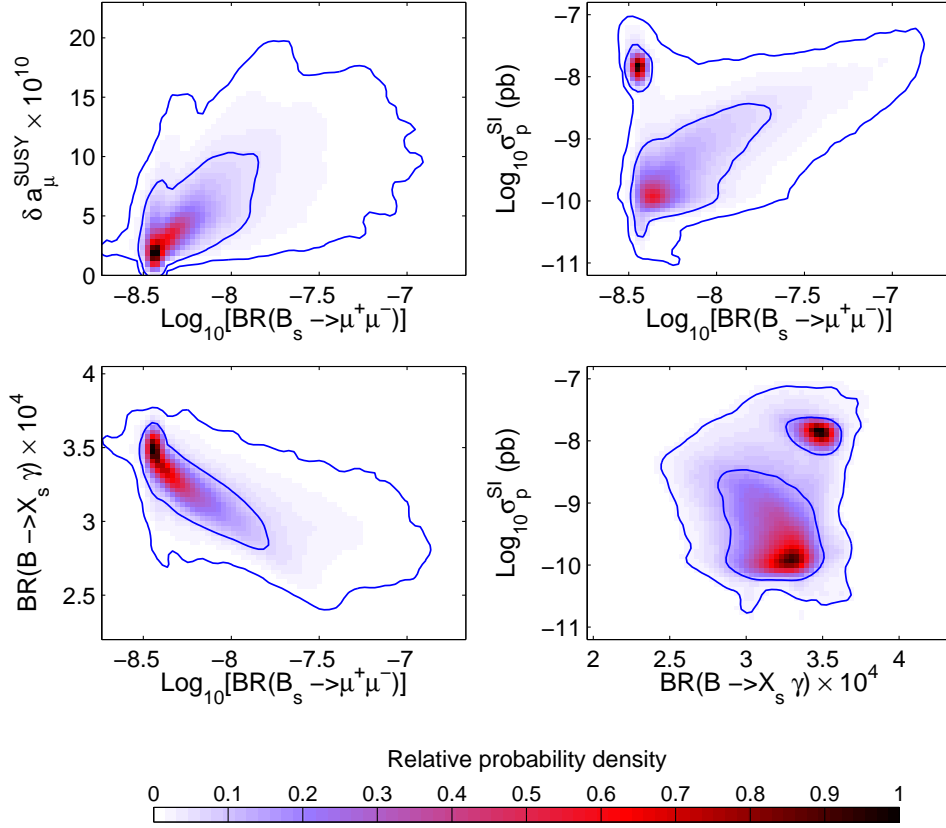 20
15
10
5
0
δ a_μ^SUSY × 10^10
−8.5 −8 −7.5 −7
Log_10[BR(B_s −>μ^+μ^−)]
−7
−8
−9
−10
−11
Log_10σ_p^SI (pb)
−8.5 −8 −7.5 −7
Log_10[BR(B_s −>μ^+μ^−)]
4
3.5
3
2.5
BR(B −>X_s γ) × 10^4
−8.5 −8 −7.5 −7
Log_10[BR(B_s −>μ^+μ^−)]
−7
−8
−9
−10
−11
Log_10σ_p^SI (pb)
2 2.5 3 3.5 4
BR(B −>X_s γ) × 10^4
Relative probability density
0 0.1 0.2 0.3 0.4 0.5 0.6 0.7 0.8 0.9 1